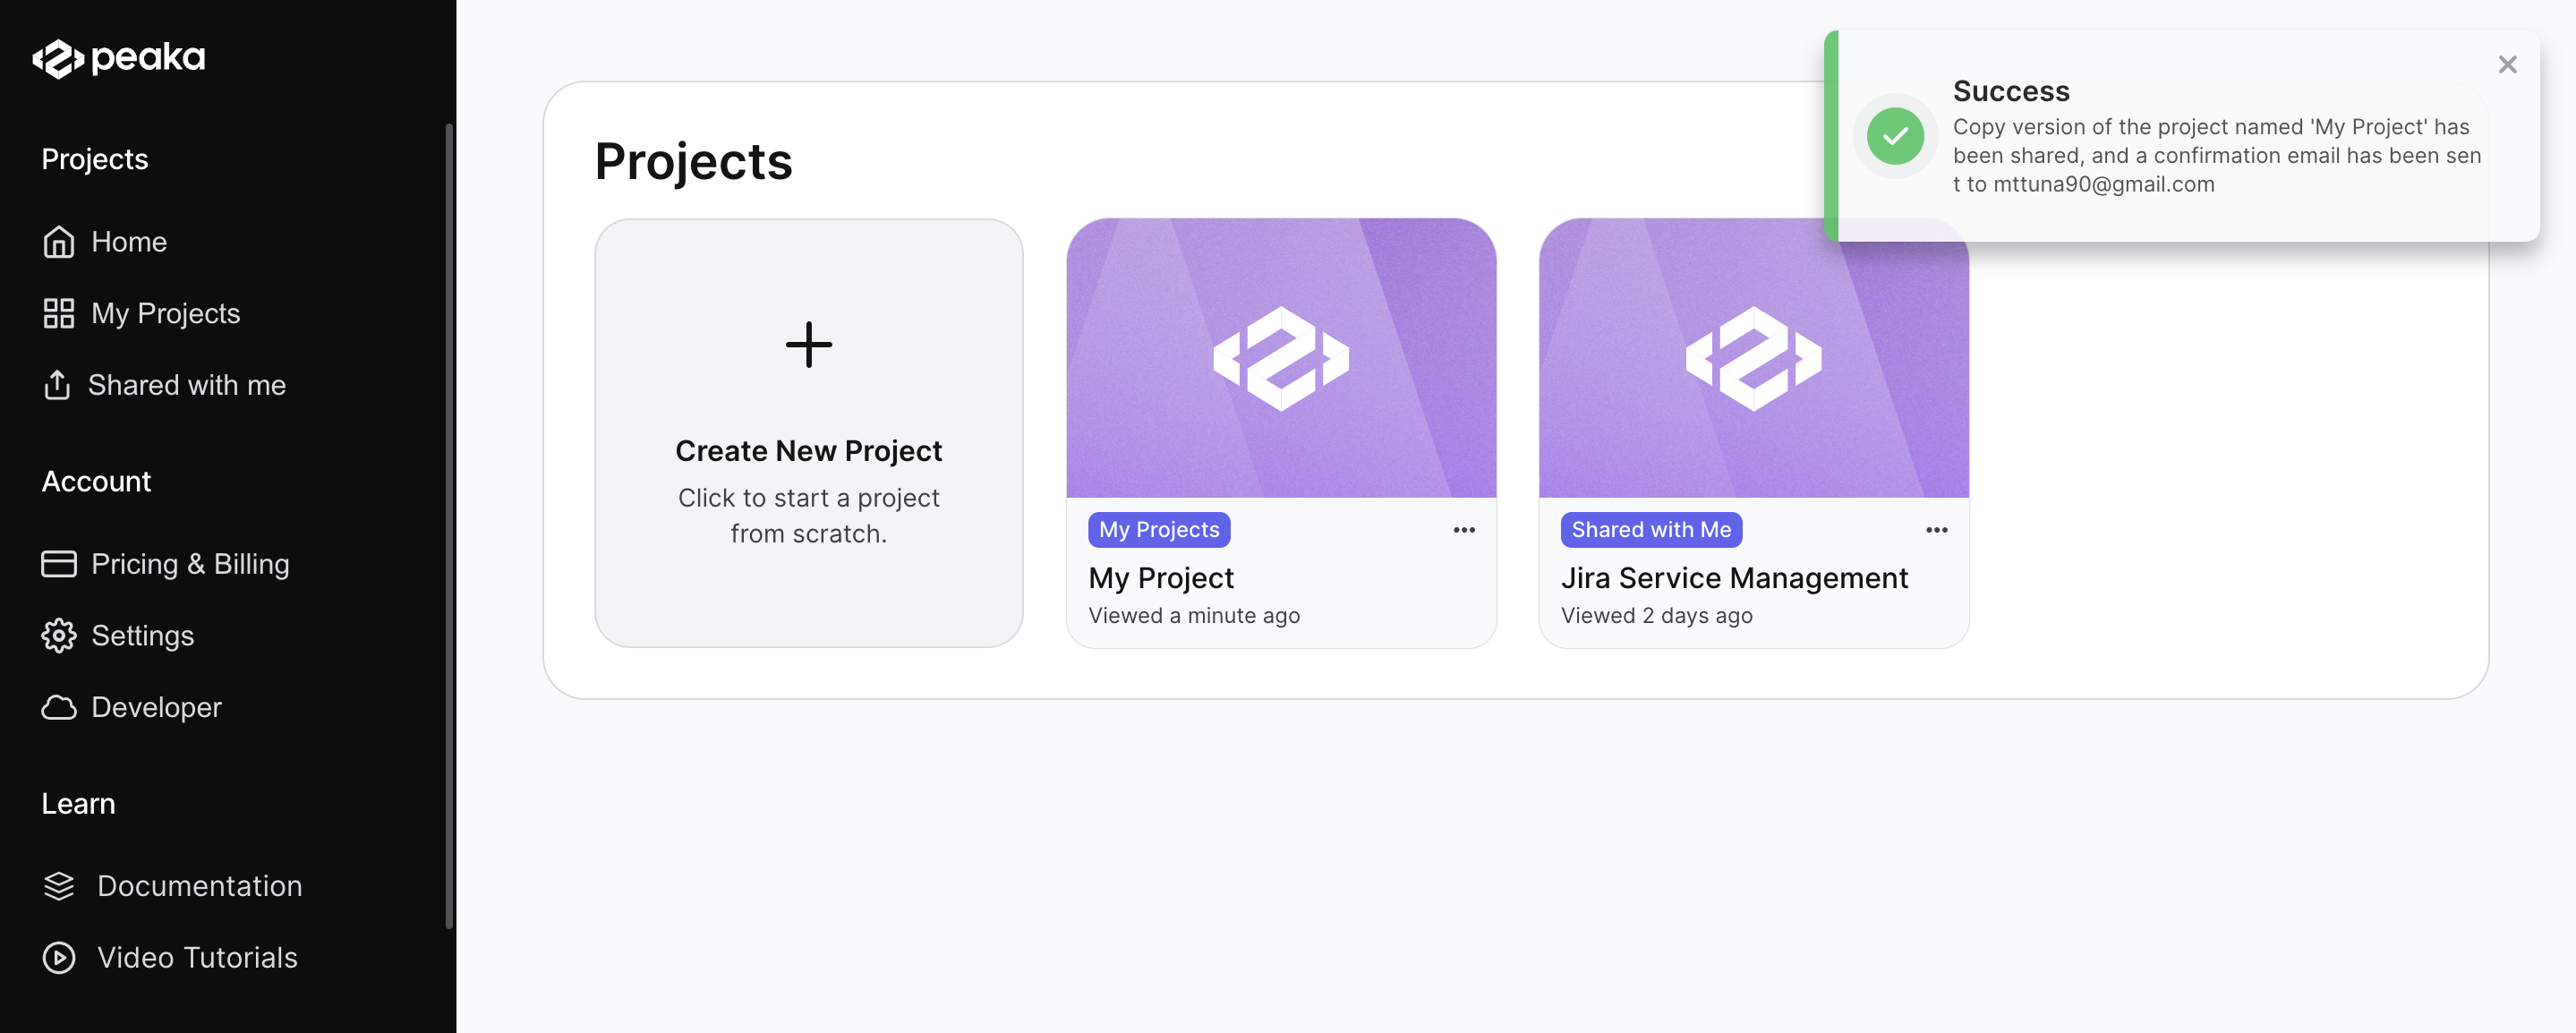 peaka
Projects
Home
My Projects
Shared with me
Account
Pricing & Billing
Settings
Developer
Learn
Documentation
Video Tutorials
Projects
Create New Project
Click to start a project
from scratch.
My Projects
My Project
Viewed a minute ago
Shared with Me
Jira Service Management
Viewed 2 days ago
Success
Copy version of the project named 'My Project' has
been shared, and a confirmation email has been sen
t to mttuna90@gmail.com